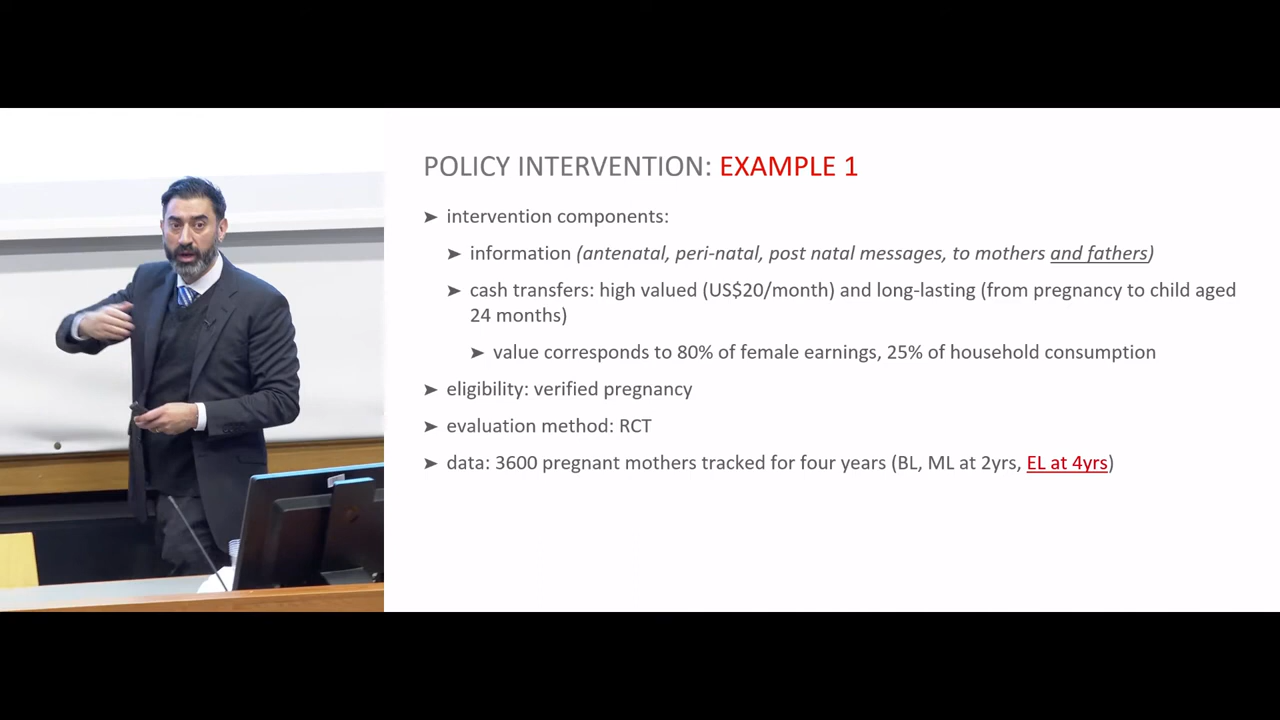 POLICY INTERVENTION: EXAMPLE 1
➤ intervention components:
➤ information (antenatal, peri-natal, post natal messages, to mothers and fathers)
➤ cash transfers: high valued (US$20/month) and long-lasting (from pregnancy to child aged
24 months)
➤ value corresponds to 80% of female earnings, 25% of household consumption
➤ eligibility: verified pregnancy
➤ evaluation method: RCT
➤ data: 3600 pregnant mothers tracked for four years (BL, ML at 2yrs, EL at 4yrs)